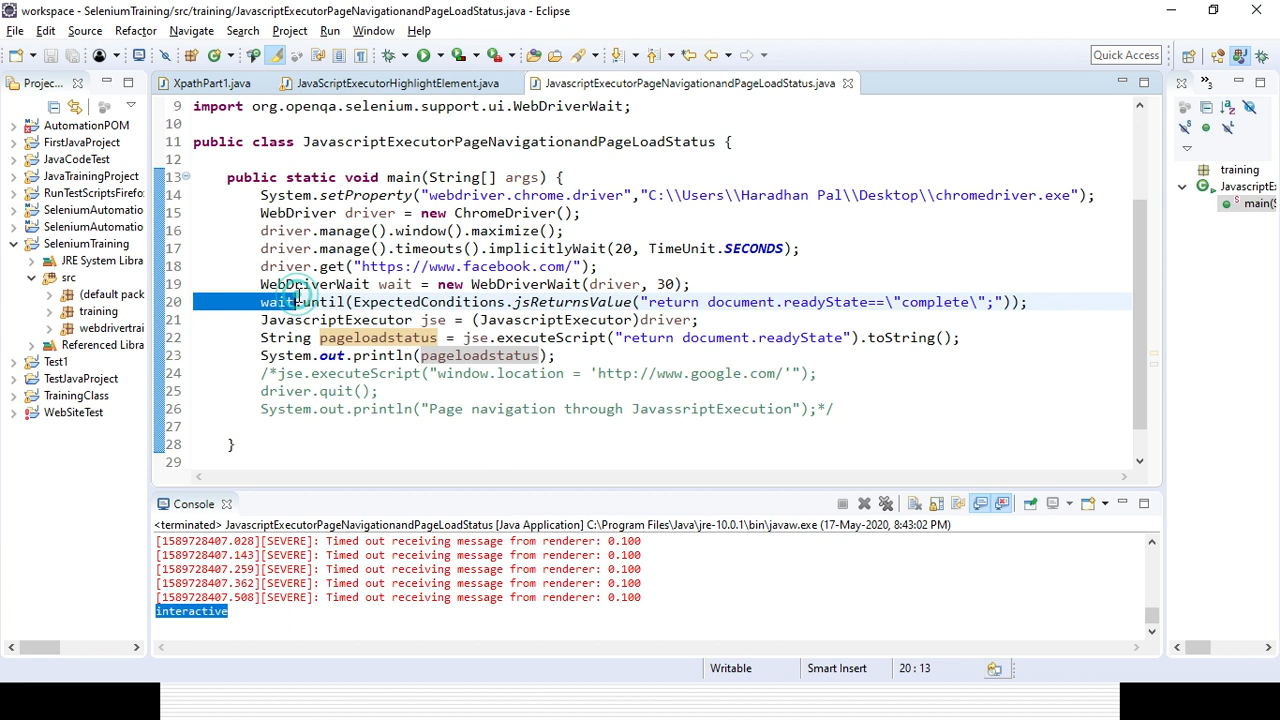 workspace - SeleniumTraining/src/training/JavascriptExecutorPageNavigationandPageLoadStatus.java - Eclipse
File Edit Source Refactor Navigate Search Project Run Window Help
Quick Access
Projec...
XpathPart1.java
JavaScriptExecutorHighlightElement.java
JavascriptExecutorPageNavigationandPageLoadStatus.java
AutomationPOM
FirstJavaProject
JavaCodeTest
JavaTrainingProject
RunTestScriptsFirefo
SeleniumAutomatio
SeleniumAutomatio
SeleniumTraining
JRE System Libra
src
(default pack
training
webdrivertrai
Referenced Librar
Test1
TestJavaProject
TrainingClass
WebSiteTest
9 import org.openqa.selenium.support.ui.WebDriverWait;
10
11 public class JavascriptExecutorPageNavigationandPageLoadStatus {
12
13 public static void main(String[] args) {
14 System.setProperty("webdriver.chrome.driver","C:\\Users\\Haradhan Pal\\Desktop\\chromedriver.exe");
15 WebDriver driver = new ChromeDriver();
16 driver.manage().window().maximize();
17 driver.manage().timeouts().implicitlyWait(20, TimeUnit.SECONDS);
18 driver.get("https://www.facebook.com/");
19 WebDriverWait wait = new WebDriverWait(driver, 30);
20 wait.until(ExpectedConditions.jsReturnsValue("return document.readyState==\"complete\";"));
21 JavascriptExecutor jse = (JavascriptExecutor)driver;
22 String pageloadstatus = jse.executeScript("return document.readyState").toString();
23 System.out.println(pageloadstatus);
24 /*jse.executeScript("window.location = 'http://www.google.com/'");
25 driver.quit();
26 System.out.println("Page navigation through JavassriptExecution");*/
28 }
29
training
JavascriptE
main(
Console
<terminated> JavascriptExecutorPageNavigationandPageLoadStatus [Java Application] C:\Program Files\Java\jre-10.0.1\bin\javaw.exe (17-May-2020, 8:43:02 PM)
[1589728407.028][SEVERE]: Timed out receiving message from renderer: 0.100
[1589728407.143][SEVERE]: Timed out receiving message from renderer: 0.100
[1589728407.259][SEVERE]: Timed out receiving message from renderer: 0.100
[1589728407.362][SEVERE]: Timed out receiving message from renderer: 0.100
[1589728407.508][SEVERE]: Timed out receiving message from renderer: 0.100
interactive
Writable
Smart Insert
20 : 13